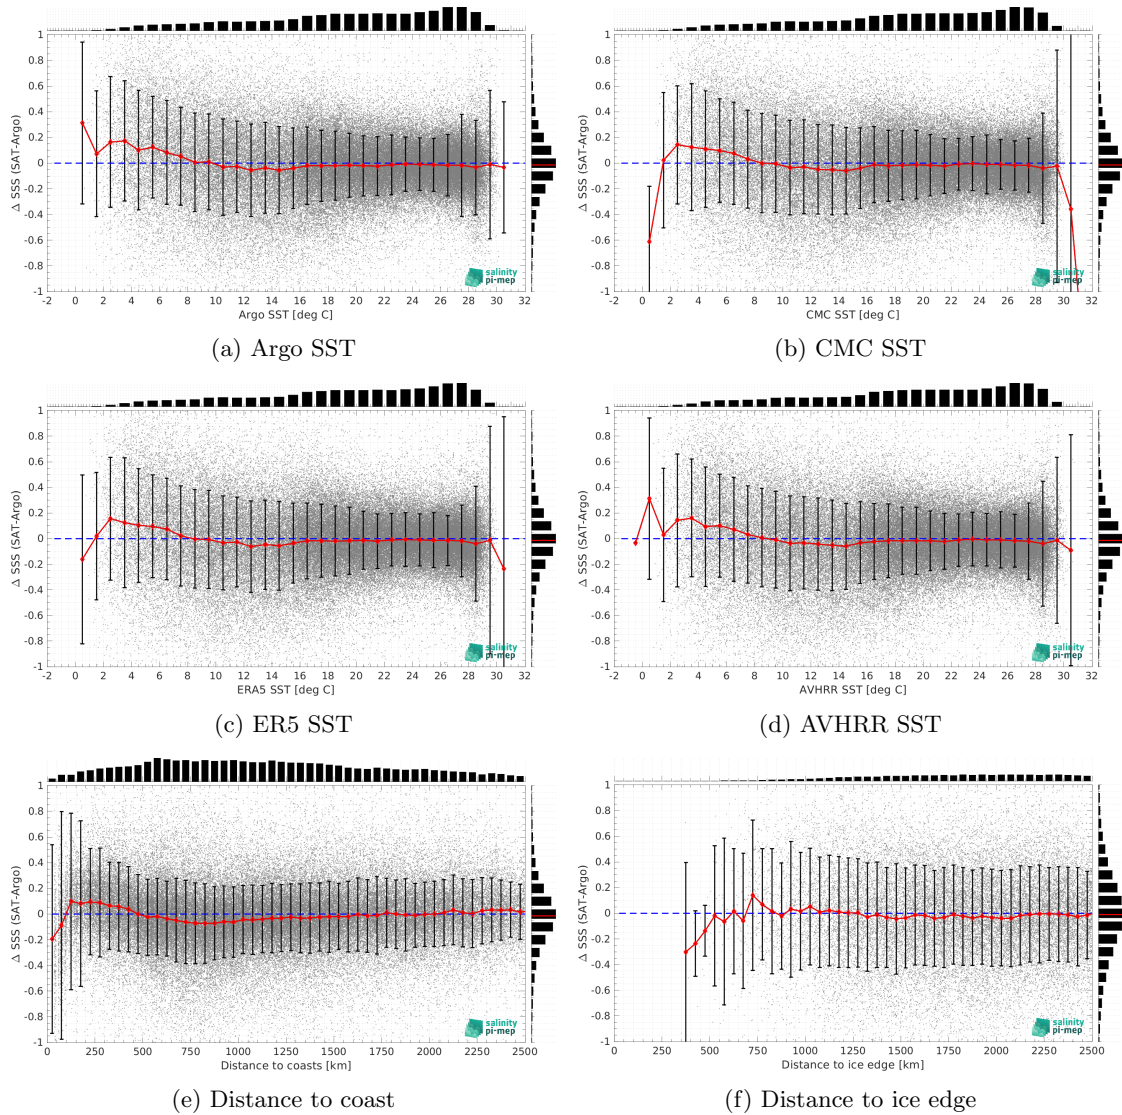 1
0.8
0.6
0.4
0.2
0
-0.2
-0.4
-0.6
-0.8
-1
Δ SSS (SAT-Argo)
salinity
pi-mep
-2 0 2 4 6 8 10 12 14 16 18 20 22 24 26 28 30 32
Argo SST [deg C]
(a) Argo SST
1
0.8
0.6
0.4
0.2
0
-0.2
-0.4
-0.6
-0.8
-1
Δ SSS (SAT-Argo)
salinity
pi-mep
-2 0 2 4 6 8 10 12 14 16 18 20 22 24 26 28 30 32
CMC SST [deg C]
(b) CMC SST
1
0.8
0.6
0.4
0.2
0
-0.2
-0.4
-0.6
-0.8
-1
Δ SSS (SAT-Argo)
salinity
pi-mep
-2 0 2 4 6 8 10 12 14 16 18 20 22 24 26 28 30 32
ERA5 SST [deg C]
(c) ER5 SST
1
0.8
0.6
0.4
0.2
0
-0.2
-0.4
-0.6
-0.8
-1
Δ SSS (SAT-Argo)
salinity
pi-mep
-2 0 2 4 6 8 10 12 14 16 18 20 22 24 26 28 30 32
AVHRR SST [deg C]
(d) AVHRR SST
1
0.8
0.6
0.4
0.2
0
-0.2
-0.4
-0.6
-0.8
-1
Δ SSS (SAT-Argo)
salinity
pi-mep
0 250 500 750 1000 1250 1500 1750 2000 2250 2500
Distance to coasts [km]
(e) Distance to coast
1
0.8
0.6
0.4
0.2
0
-0.2
-0.4
-0.6
-0.8
-1
Δ SSS (SAT-Argo)
salinity
pi-mep
0 250 500 750 1000 1250 1500 1750 2000 2250 2500
Distance to ice edge [km]
(f) Distance to ice edge